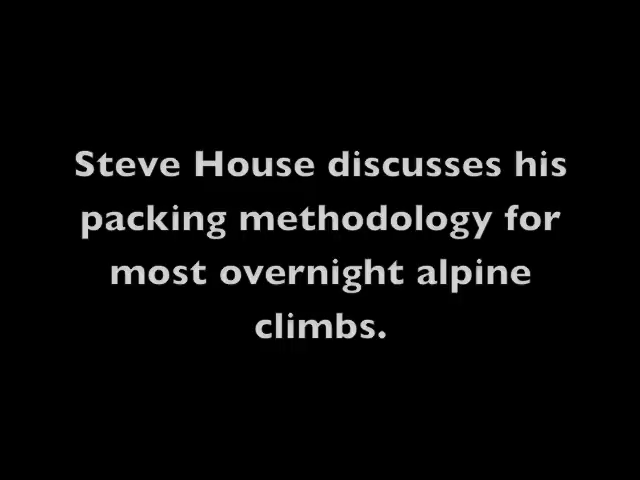 Steve House discusses his
packing methodology for
most overnight alpine
climbs.